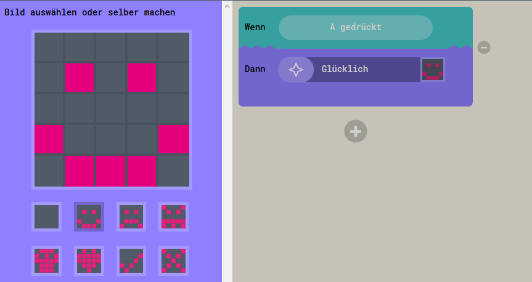 Bild auswählen oder selber machen
Wenn
A gedrückt
Dann
Glücklich